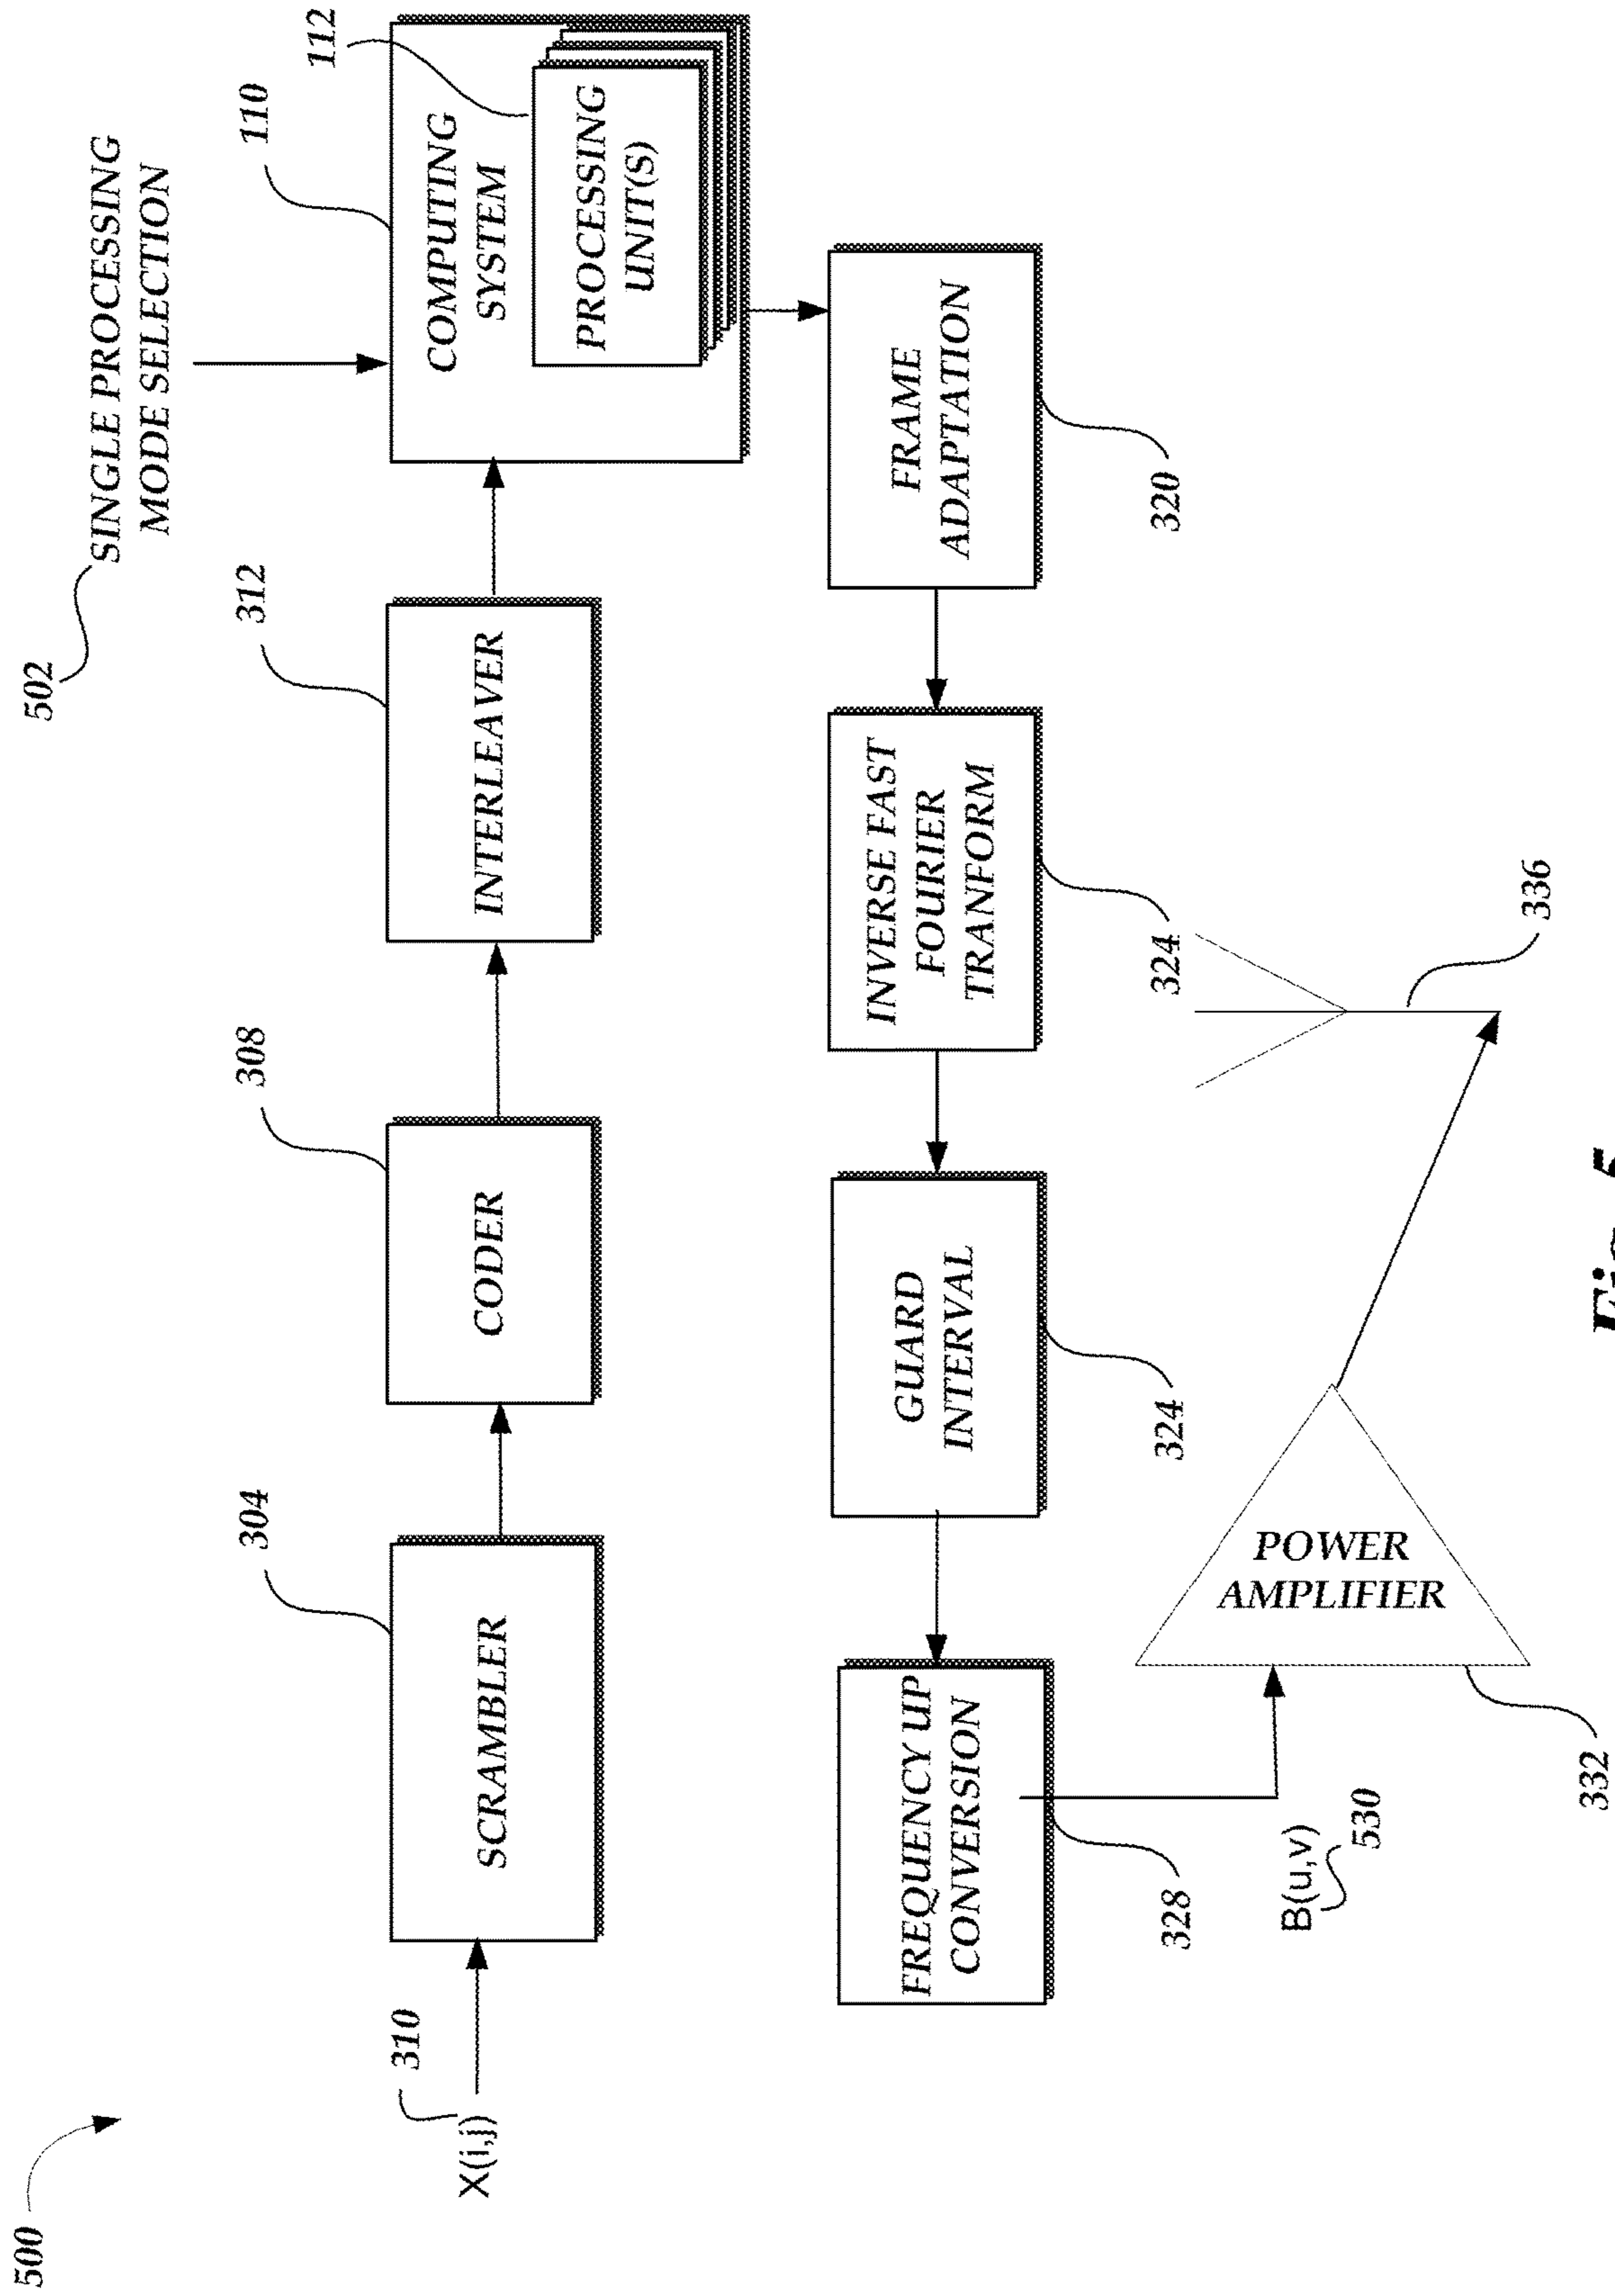 500
502
SINGLE PROCESSING
MODE SELECTION
X(i,j)
310
304
SCRAMBLER
308
CODER
312
INTERLEAVER
110
112
COMPUTING
SYSTEM
PROCESSING
UNIT(S)
FREQUENCY UP
CONVERSION
328
GUARD
INTERVAL
324
INVERSE FAST
FOURIER
TRANFORM
324
FRAME
ADAPTATION
320
B(u,v)
530
POWER
AMPLIFIER
332
336
Fig. 5